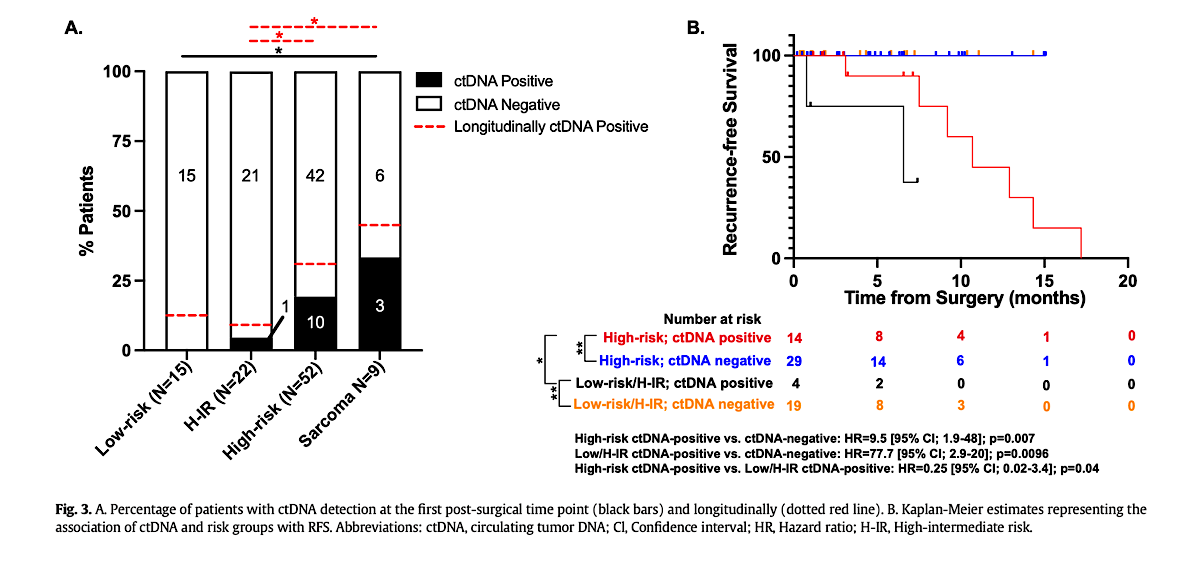 A.
*
*
*
100
75
50
25
0
% Patients
15
21
42
6
1
10
3
Low-risk (N=15)
H-IR (N=22)
High-risk (N=52)
Sarcoma (N=9)
ctDNA Positive
ctDNA Negative
Longitudinally ctDNA Positive
B.
Recurrence-free Survival
100
50
0
0 5 10 15 20
Time from Surgery (months)
Number at risk
High-risk; ctDNA positive 14 8 4 1 0
High-risk; ctDNA negative 29 14 6 1 0
Low-risk/H-IR; ctDNA positive 4 2 0 0 0
Low-risk/H-IR; ctDNA negative 19 8 3 0 0
*
**
**
High-risk ctDNA-positive vs. ctDNA-negative: HR=9.5 [95% CI; 1.9-48]; p=0.007
Low/H-IR ctDNA-positive vs. ctDNA-negative: HR=77.7 [95% CI; 2.9-20]; p=0.0096
High-risk ctDNA-positive vs. Low/H-IR ctDNA-positive: HR=0.25 [95% CI; 0.02-3.4]; p=0.04
Fig. 3. A. Percentage of patients with ctDNA detection at the first post-surgical time point (black bars) and longitudinally (dotted red line). B. Kaplan-Meier estimates representing the
association of ctDNA and risk groups with RFS. Abbreviations: ctDNA, circulating tumor DNA; CI, Confidence interval; HR, Hazard ratio; H-IR, High-intermediate risk.